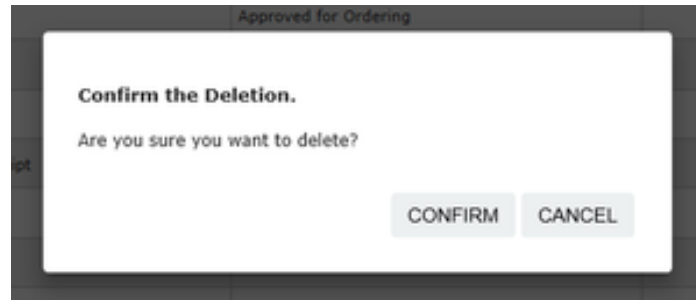 Approved for Ordering
Confirm the Deletion.
Are you sure you want to delete?
CONFIRM CANCEL